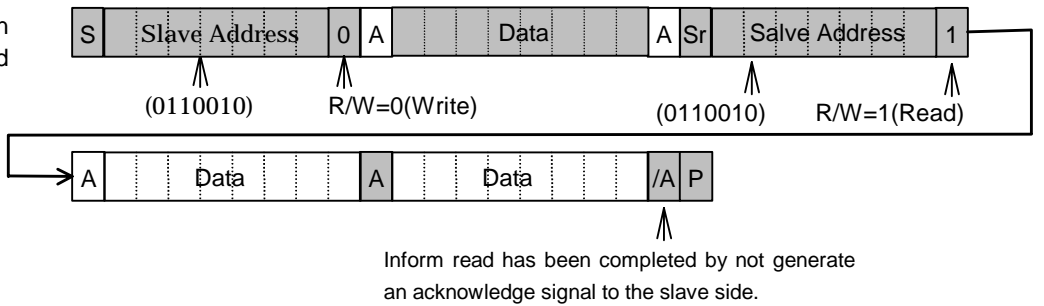 n
d
S Slave Address 0 A Data A Sr Salve Address 1
(0110010) R/W=0(Write) (0110010) R/W=1(Read)
A Data A Data /A P
Inform read has been completed by not generate
an acknowledge signal to the slave side.